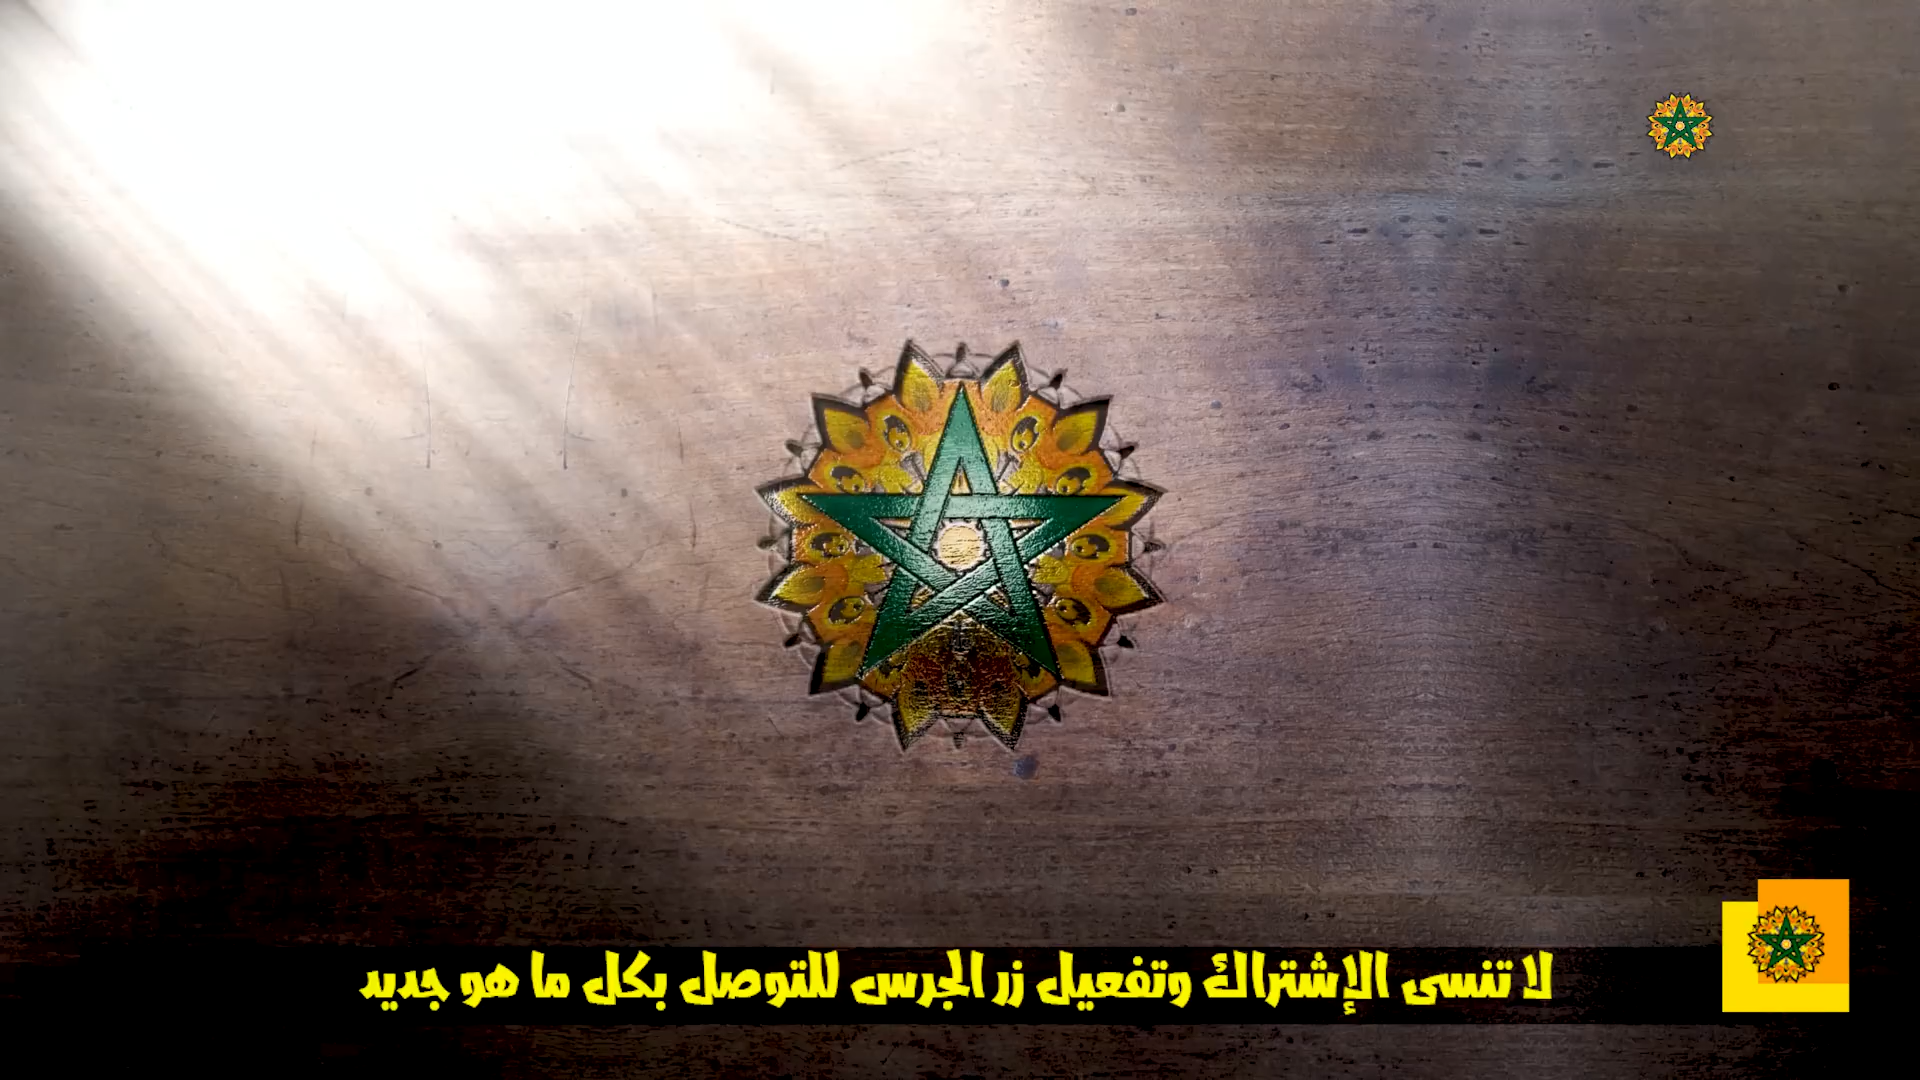 لا تنسى الإشتراك وتفعيل زر الجرس للتوصل بكل ما هو جديد